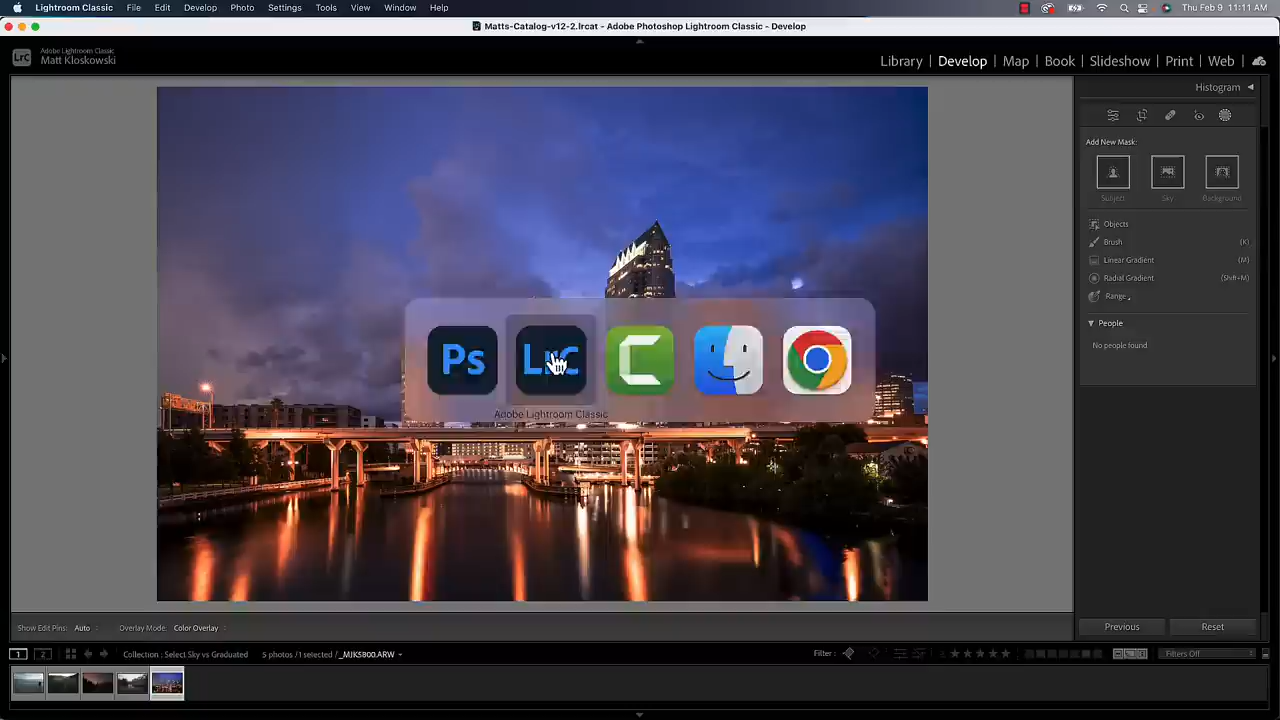 Lightroom Classic File Edit Develop Photo Settings Tools View Window Help Thu Feb 9 11:11 AM
Matts-Catalog-v12-2.lrcat - Adobe Photoshop Lightroom Classic - Develop
LrC
Adobe Lightroom Classic
Matt Kloskowski
Library | Develop | Map | Book | Slideshow | Print | Web
Histogram
Add New Mask:
Subject Sky Background
Objects
Brush (K)
Linear Gradient (M)
Radial Gradient (Shift+M)
Range
People
No people found
Ps LrC
Adobe Lightroom Classic
Previous Reset
Show Edit Pins: Auto Overlay Mode: Color Overlay
1 2 Collection : Select Sky vs Graduated 5 photos /1 selected /_MJK5800.ARW Filter : Filters Off